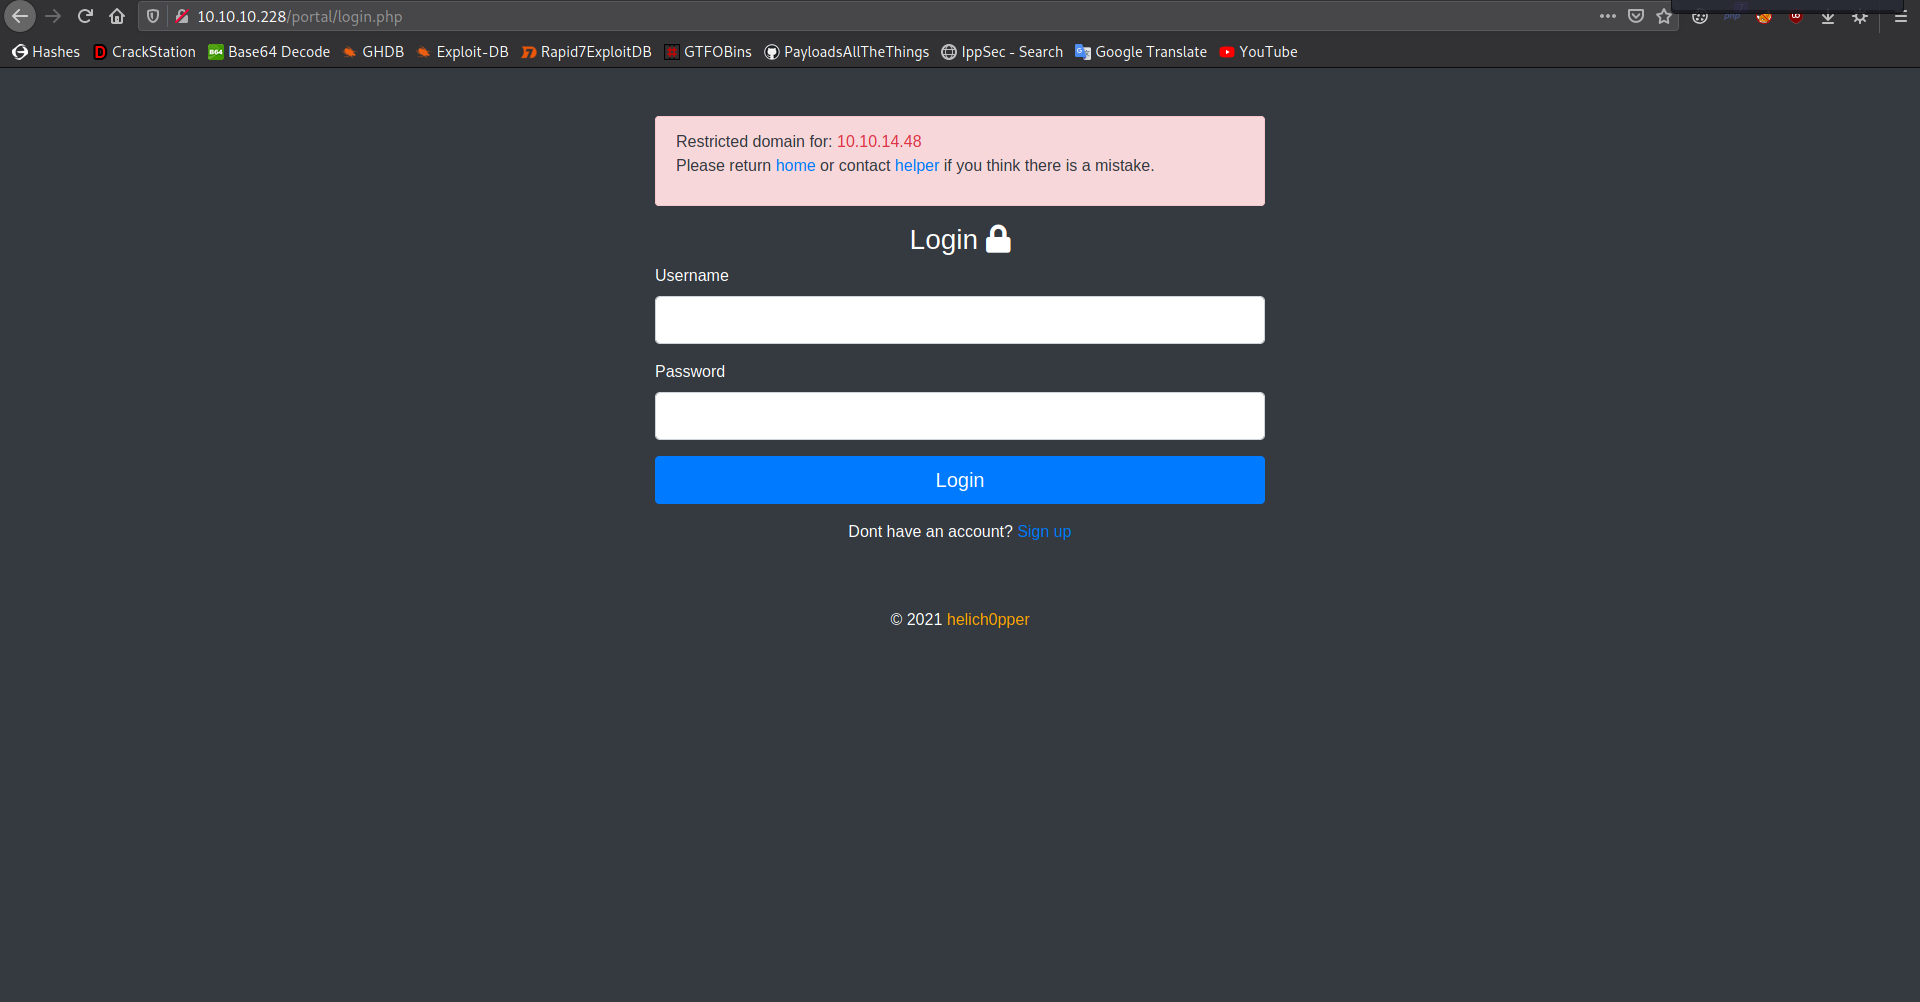 10.10.10.228/portal/login.php
Hashes CrackStation Base64 Decode GHDB Exploit-DB Rapid7ExploitDB GTFOBins PayloadsAllTheThings IppSec - Search Google Translate YouTube
Restricted domain for: 10.10.14.48
Please return home or contact helper if you think there is a mistake.
Login
Username
Password
Login
Dont have an account? Sign up
© 2021 helich0pper